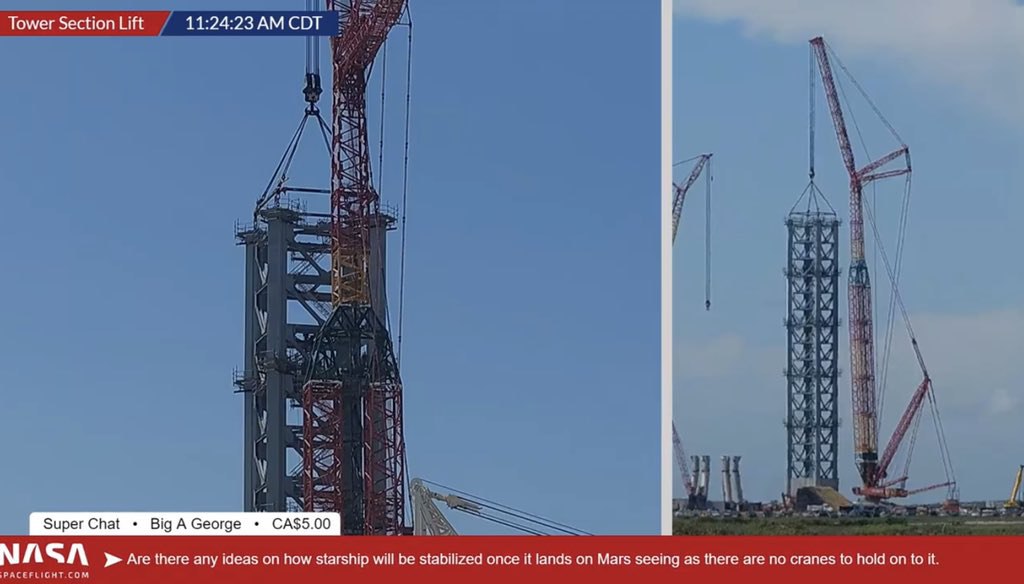 Tower Section Lift
11:24:23 AM CDT
Super Chat • Big A George • CA$5.00
NASA
SPACEFLIGHT.COM
Are there any ideas on how starship will be stabilized once it lands on Mars seeing as there are no cranes to hold on to it.